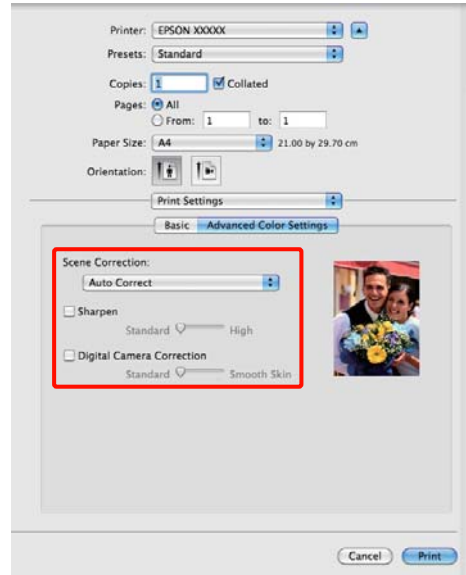 Printer: EPSON XXXXX
Presets: Standard
Copies: 1 Collated
Pages: All
From: 1 to: 1
Paper Size: A4 21.00 by 29.70 cm
Orientation:
Print Settings
Basic Advanced Color Settings
Scene Correction:
Auto Correct
Sharpen
Standard High
Digital Camera Correction
Standard Smooth Skin
Cancel Print